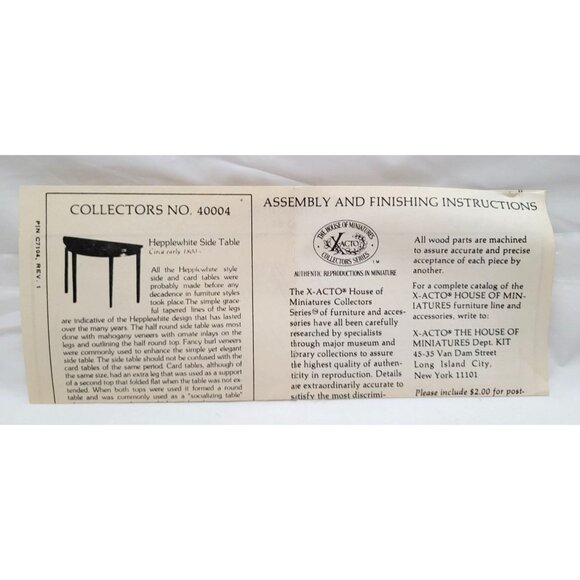 P/N C7104, REV. 1
COLLECTORS NO. 40004
Hepplewhite Side Table
Circa early 1800's
All the Hepplewhite style
side and card tables were
probably made before any
decadence in furniture styles
took place. The simple grace-
ful tapered lines of the legs
are indicative of the Hepplewhite design that has lasted
over the many years. The half round side table was most
done with mahogany veneers with ornate inlays on the
legs and outlining the half round top. Fancy burl veneers
were commonly used to enhance the simple yet elegant
side table. The side table should not be confused with the
card tables of the same period. Card tables, although of
the same size, had an extra leg that was used as a support
of a second top that folded flat when the table was not ex-
tended. When both tops were used it formed a round
table and was commonly used as a "socializing table"
ASSEMBLY AND FINISHING INSTRUCTIONS
THE HOUSE OF MINIATURES
X-ACTO
COLLECTORS SERIES
TM
AUTHENTIC REPRODUCTIONS IN MINIATURE
The X-ACTO® House of
Miniatures Collectors
Series℠ of furniture and acces-
sories have all been carefully
researched by specialists
through major museum and
library collections to assure
the highest quality of authen-
ticity in reproduction. Details
are extraordinarily accurate to
satisfy the most discrimi-
All wood parts are machined
to assure accurate and precise
acceptance of each piece by
another.
For a complete catalog of the
X-ACTO® HOUSE OF MIN-
IATURES furniture line and
accessories, write to:
X-ACTO® THE HOUSE OF
MINIATURES Dept. KIT
45-35 Van Dam Street
Long Island City,
New York 11101
Please include $2.00 for post-